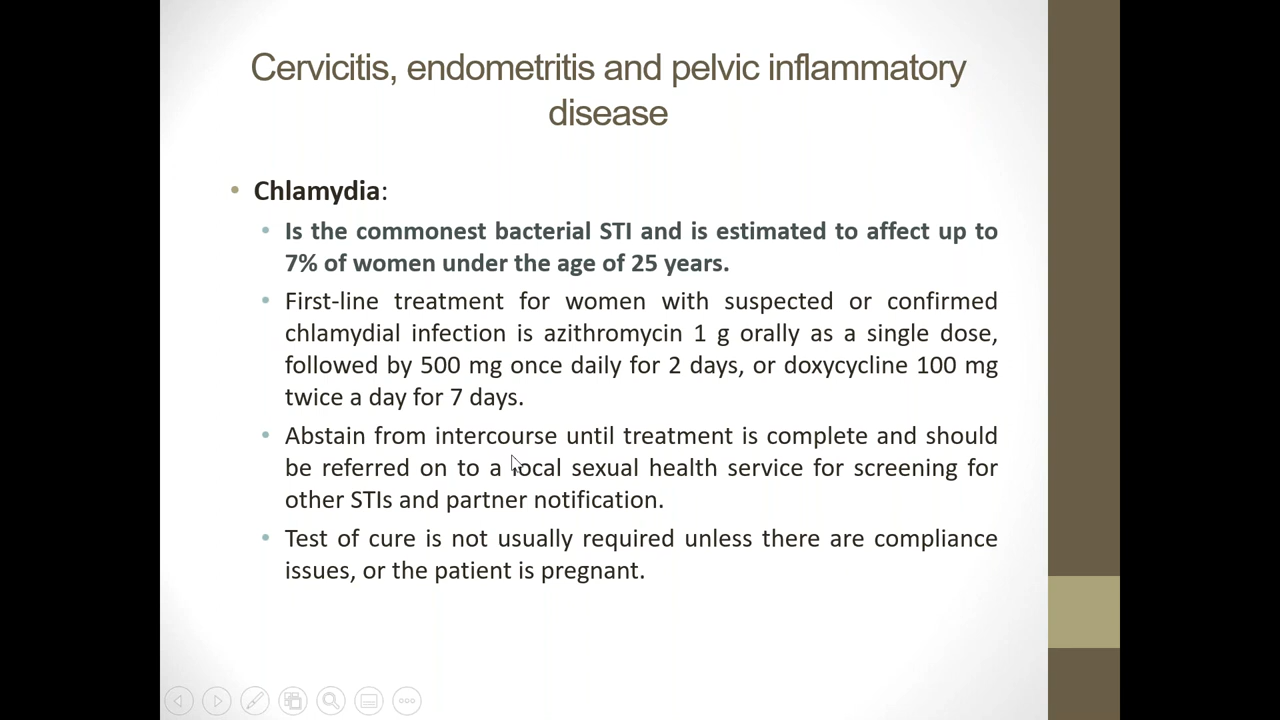 Cervicitis, endometritis and pelvic inflammatory
disease
• Chlamydia:
• Is the commonest bacterial STI and is estimated to affect up to
7% of women under the age of 25 years.
• First-line treatment for women with suspected or confirmed
chlamydial infection is azithromycin 1 g orally as a single dose,
followed by 500 mg once daily for 2 days, or doxycycline 100 mg
twice a day for 7 days.
• Abstain from intercourse until treatment is complete and should
be referred on to a local sexual health service for screening for
other STIs and partner notification.
• Test of cure is not usually required unless there are compliance
issues, or the patient is pregnant.